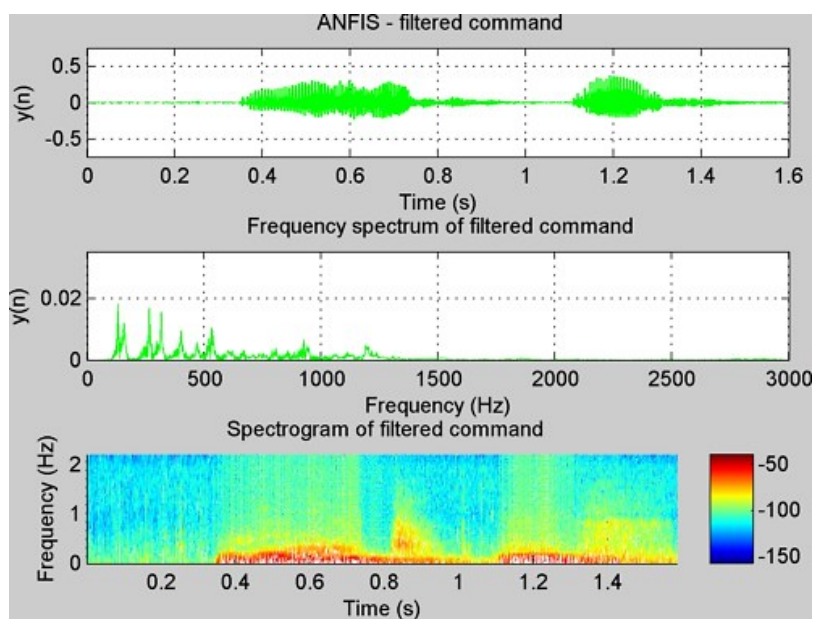 ANFIS - filtered command
y(n)
0.5
0
-0.5
0 0.2 0.4 0.6 0.8 1 1.2 1.4 1.6
Time (s)
Frequency spectrum of filtered command
y(n)
0.02
0
0 500 1000 1500 2000 2500 3000
Frequency (Hz)
Spectrogram of filtered command
Frequency (Hz)
2
1
0
0.2 0.4 0.6 0.8 1 1.2 1.4
Time (s)
-50
-100
-150